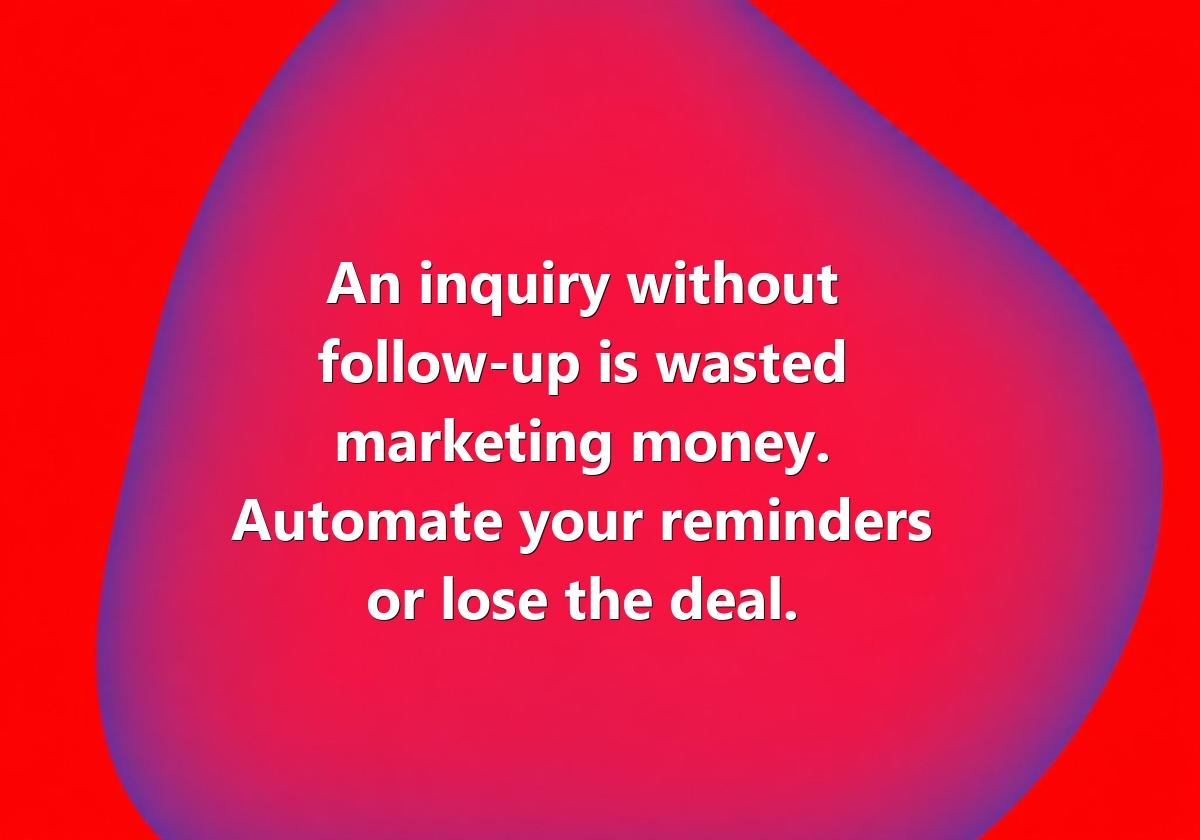 An inquiry without
follow-up is wasted
marketing money.
Automate your reminders
or lose the deal.